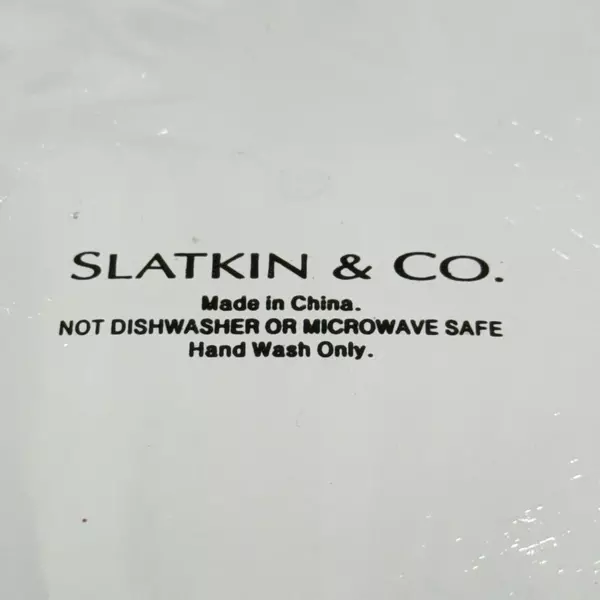 SLATKIN & CO.
Made in China.
NOT DISHWASHER OR MICROWAVE SAFE
Hand Wash Only.